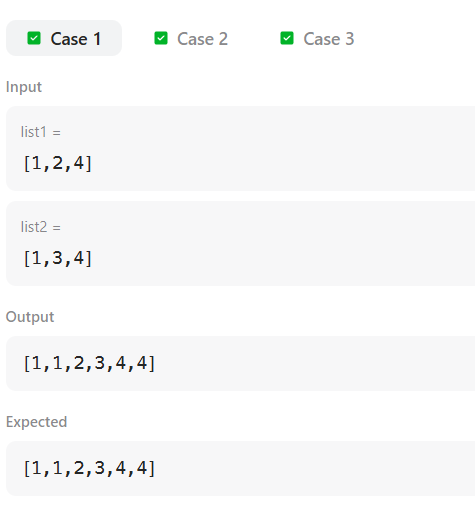 Case 1 Case 2 Case 3
Input
list1 =
[1,2,4]
list2 =
[1,3,4]
Output
[1,1,2,3,4,4]
Expected
[1,1,2,3,4,4]